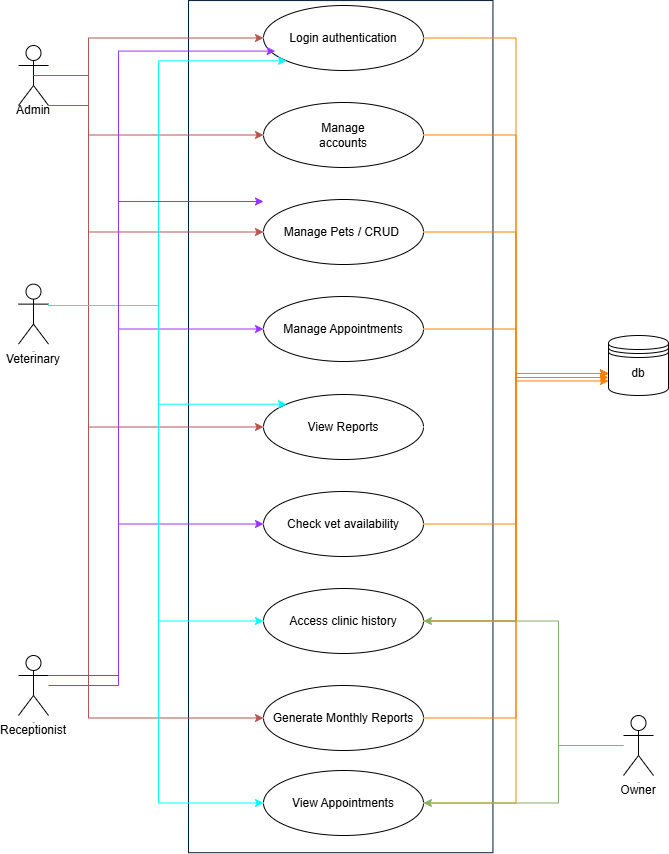 Login authentication
Admin
Manage
accounts
Manage Pets / CRUD
Manage Appointments
Veterinary
db
View Reports
Check vet availability
Access clinic history
Receptionist
Generate Monthly Reports
Owner
View Appointments